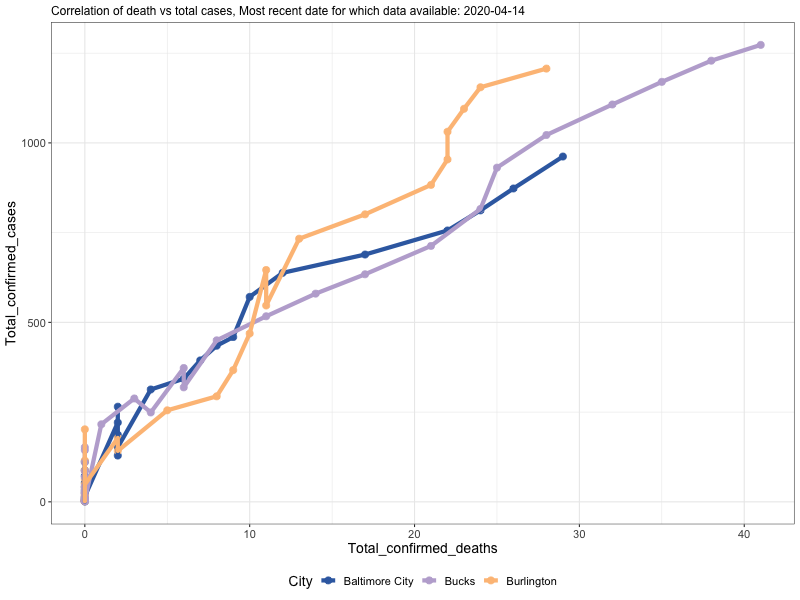 Correlation of death vs total cases, Most recent date for which data available: 2020-04-14
Total_confirmed_cases
1000
500
0
0 10 20 30 40
Total_confirmed_deaths
City Baltimore City Bucks Burlington